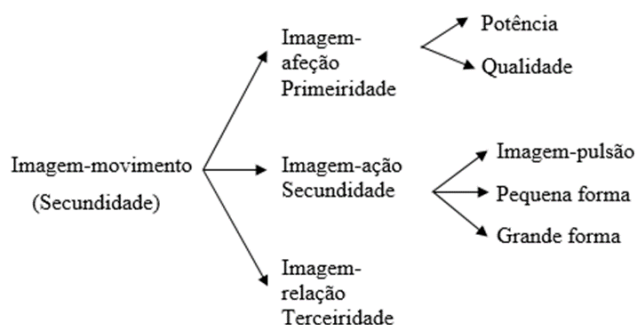 Imagem-movimento
(Secundidade)
Imagem-
afeção
Primeiridade
Potência
Qualidade
Imagem-ação
Secundidade
Imagem-pulsão
Pequena forma
Grande forma
Imagem-
relação
Terceiridade